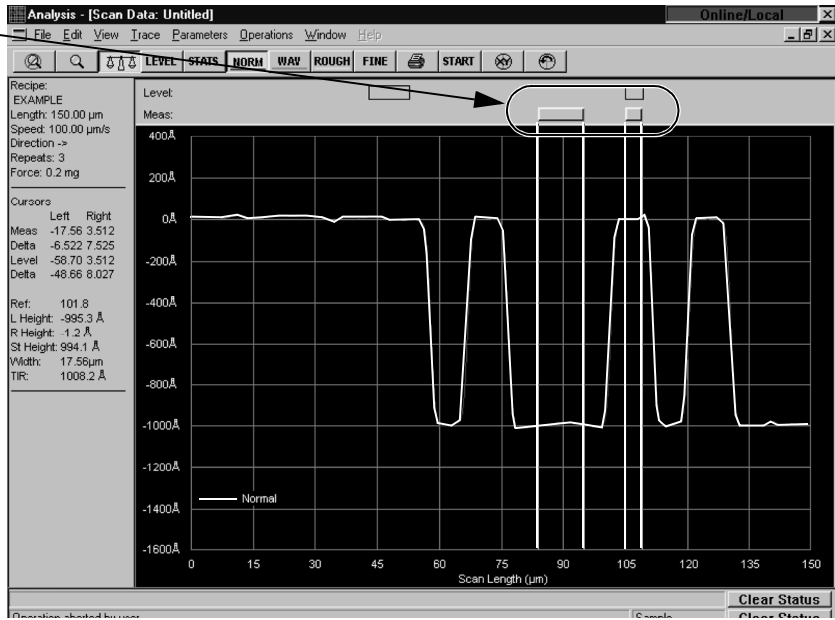 Analysis - [Scan Data: Untitled]
Online/Local
File Edit View Trace Parameters Operations Window Help
LEVEL STATS NORM WAV ROUGH FINE START XY
Recipe:
EXAMPLE
Length: 150.00 µm
Speed: 100.00 µm/s
Direction ->
Repeats: 3
Force: 0.2 mg
Cursors
Left Right
Meas -17.56 3.512
Delta -6.522 7.525
Level -58.70 3.512
Delta -48.66 8.027
Ref: 101.8
L Height: -995.3 Å
R Height: -1.2 Å
St Height: 994.1 Å
Width: 17.56µm
TIR: 1008.2 Å
Level:
Meas:
400Å
200Å
0Å
-200Å
-400Å
-600Å
-800Å
-1000Å
-1200Å
-1400Å
-1600Å
Normal
0 15 30 45 60 75 90 105 120 135 150
Scan Length (µm)
Clear Status
Operation aborted by user
Sample
Clear Status